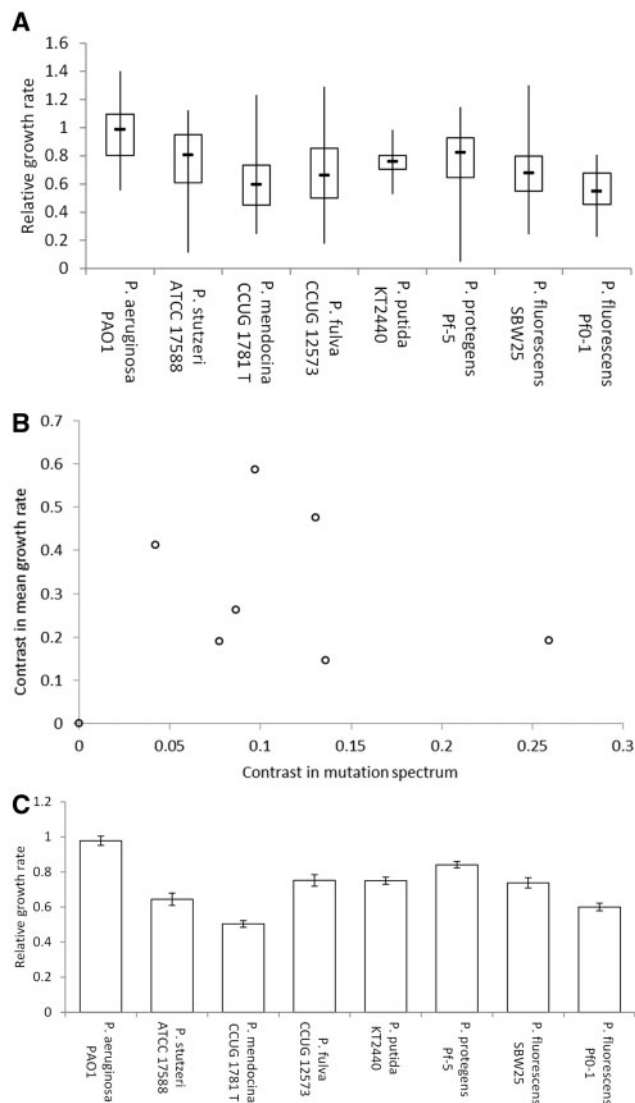 A
Relative growth rate
1.6
1.4
1.2
1
0.8
0.6
0.4
0.2
0
P. aeruginosa
PAO1
P. stutzeri
ATCC 17588
P. mendocina
CCUG 1781 T
P. fulva
CCUG 12573
P. putida
KT2440
P. protegens
Pf-5
P. fluorescens
SBW25
P. fluorescens
Pf0-1
B
Contrast in mean growth rate
0.7
0.6
0.5
0.4
0.3
0.2
0.1
0
0
0.05
0.1
0.15
0.2
0.25
0.3
Contrast in mutation spectrum
C
Relative growth rate
1.2
1
0.8
0.6
0.4
0.2
0
P. aeruginosa
PAO1
P. stutzeri
ATCC 17588
P. mendocina
CCUG 1781 T
P. fulva
CCUG 12573
P. putida
KT2440
P. protegens
Pf-5
P. fluorescens
SBW25
P. fluorescens
Pf0-1